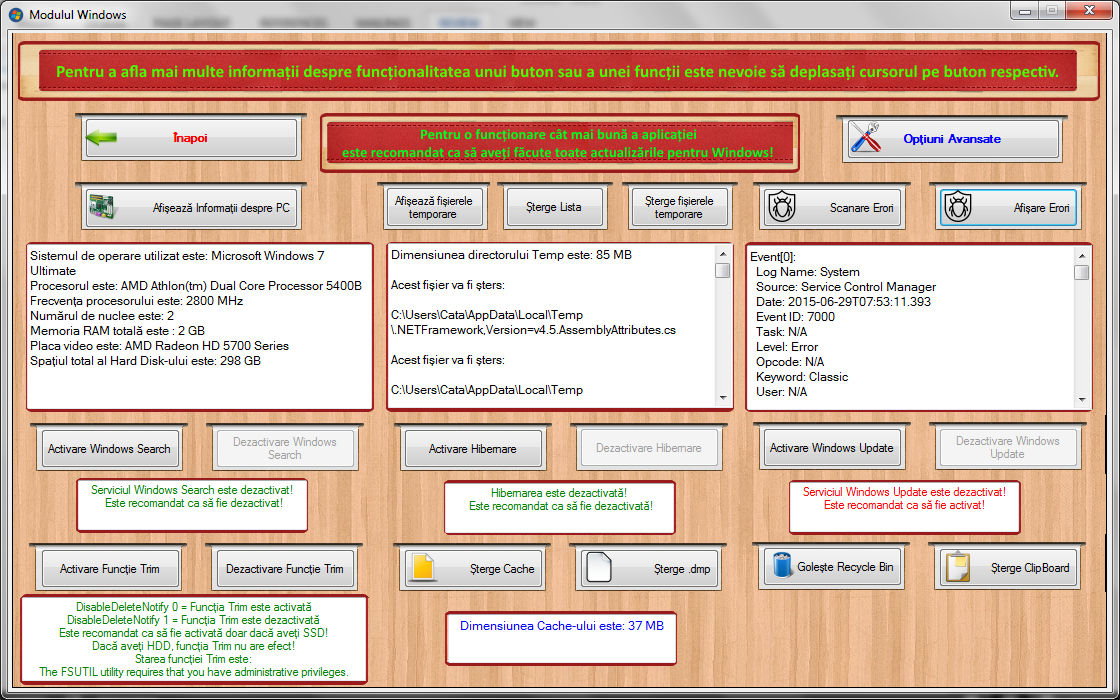 Modulul Windows
Pentru a afla mai multe informații despre funcționalitatea unui buton sau a unei funcții este nevoie să deplasați cursorul pe buton respectiv.
Înapoi
Pentru o funcționare cât mai bună a aplicației
este recomandat ca să aveți făcute toate actualizările pentru Windows!
Opțiuni Avansate
Afișează Informații despre PC
Afișează fișierele
temporare
Șterge Lista
Șterge fișierele
temporare
Scanare Erori
Afișare Erori
Sistemul de operare utilizat este: Microsoft Windows 7
Ultimate
Procesorul este: AMD Athlon(tm) Dual Core Processor 5400B
Frecvența procesorului este: 2800 MHz
Numărul de nuclee este: 2
Memoria RAM totală este : 2 GB
Placa video este: AMD Radeon HD 5700 Series
Spațiul total al Hard Disk-ului este: 298 GB
Dimensiunea directorului Temp este: 85 MB
Acest fișier va fi șters:
C:\Users\Cata\AppData\Local\Temp
\.NETFramework,Version=v4.5.AssemblyAttributes.cs
Acest fișier va fi șters:
C:\Users\Cata\AppData\Local\Temp
Event[0]:
Log Name: System
Source: Service Control Manager
Date: 2015-06-29T07:53:11.393
Event ID: 7000
Task: N/A
Level: Error
Opcode: N/A
Keyword: Classic
User: N/A
Activare Windows Search
Dezactivare Windows
Search
Activare Hibernare
Dezactivare Hibernare
Activare Windows Update
Dezactivare Windows
Update
Serviciul Windows Search este dezactivat!
Este recomandat ca să fie dezactivat!
Hibernarea este dezactivată!
Este recomandat ca să fie dezactivată!
Serviciul Windows Update este dezactivat!
Este recomandat ca să fie activat!
Activare Funcție Trim
Dezactivare Funcție Trim
Șterge Cache
Șterge .dmp
Golește Recycle Bin
Șterge ClipBoard
DisableDeleteNotify 0 = Funcția Trim este activată
DisableDeleteNotify 1 = Funcția Trim este dezactivată
Este recomandat ca să fie activată doar dacă aveți SSD!
Dacă aveți HDD, funcția Trim nu are efect!
Starea funcției Trim este:
The FSUTIL utility requires that you have administrative privileges.
Dimensiunea Cache-ului este: 37 MB